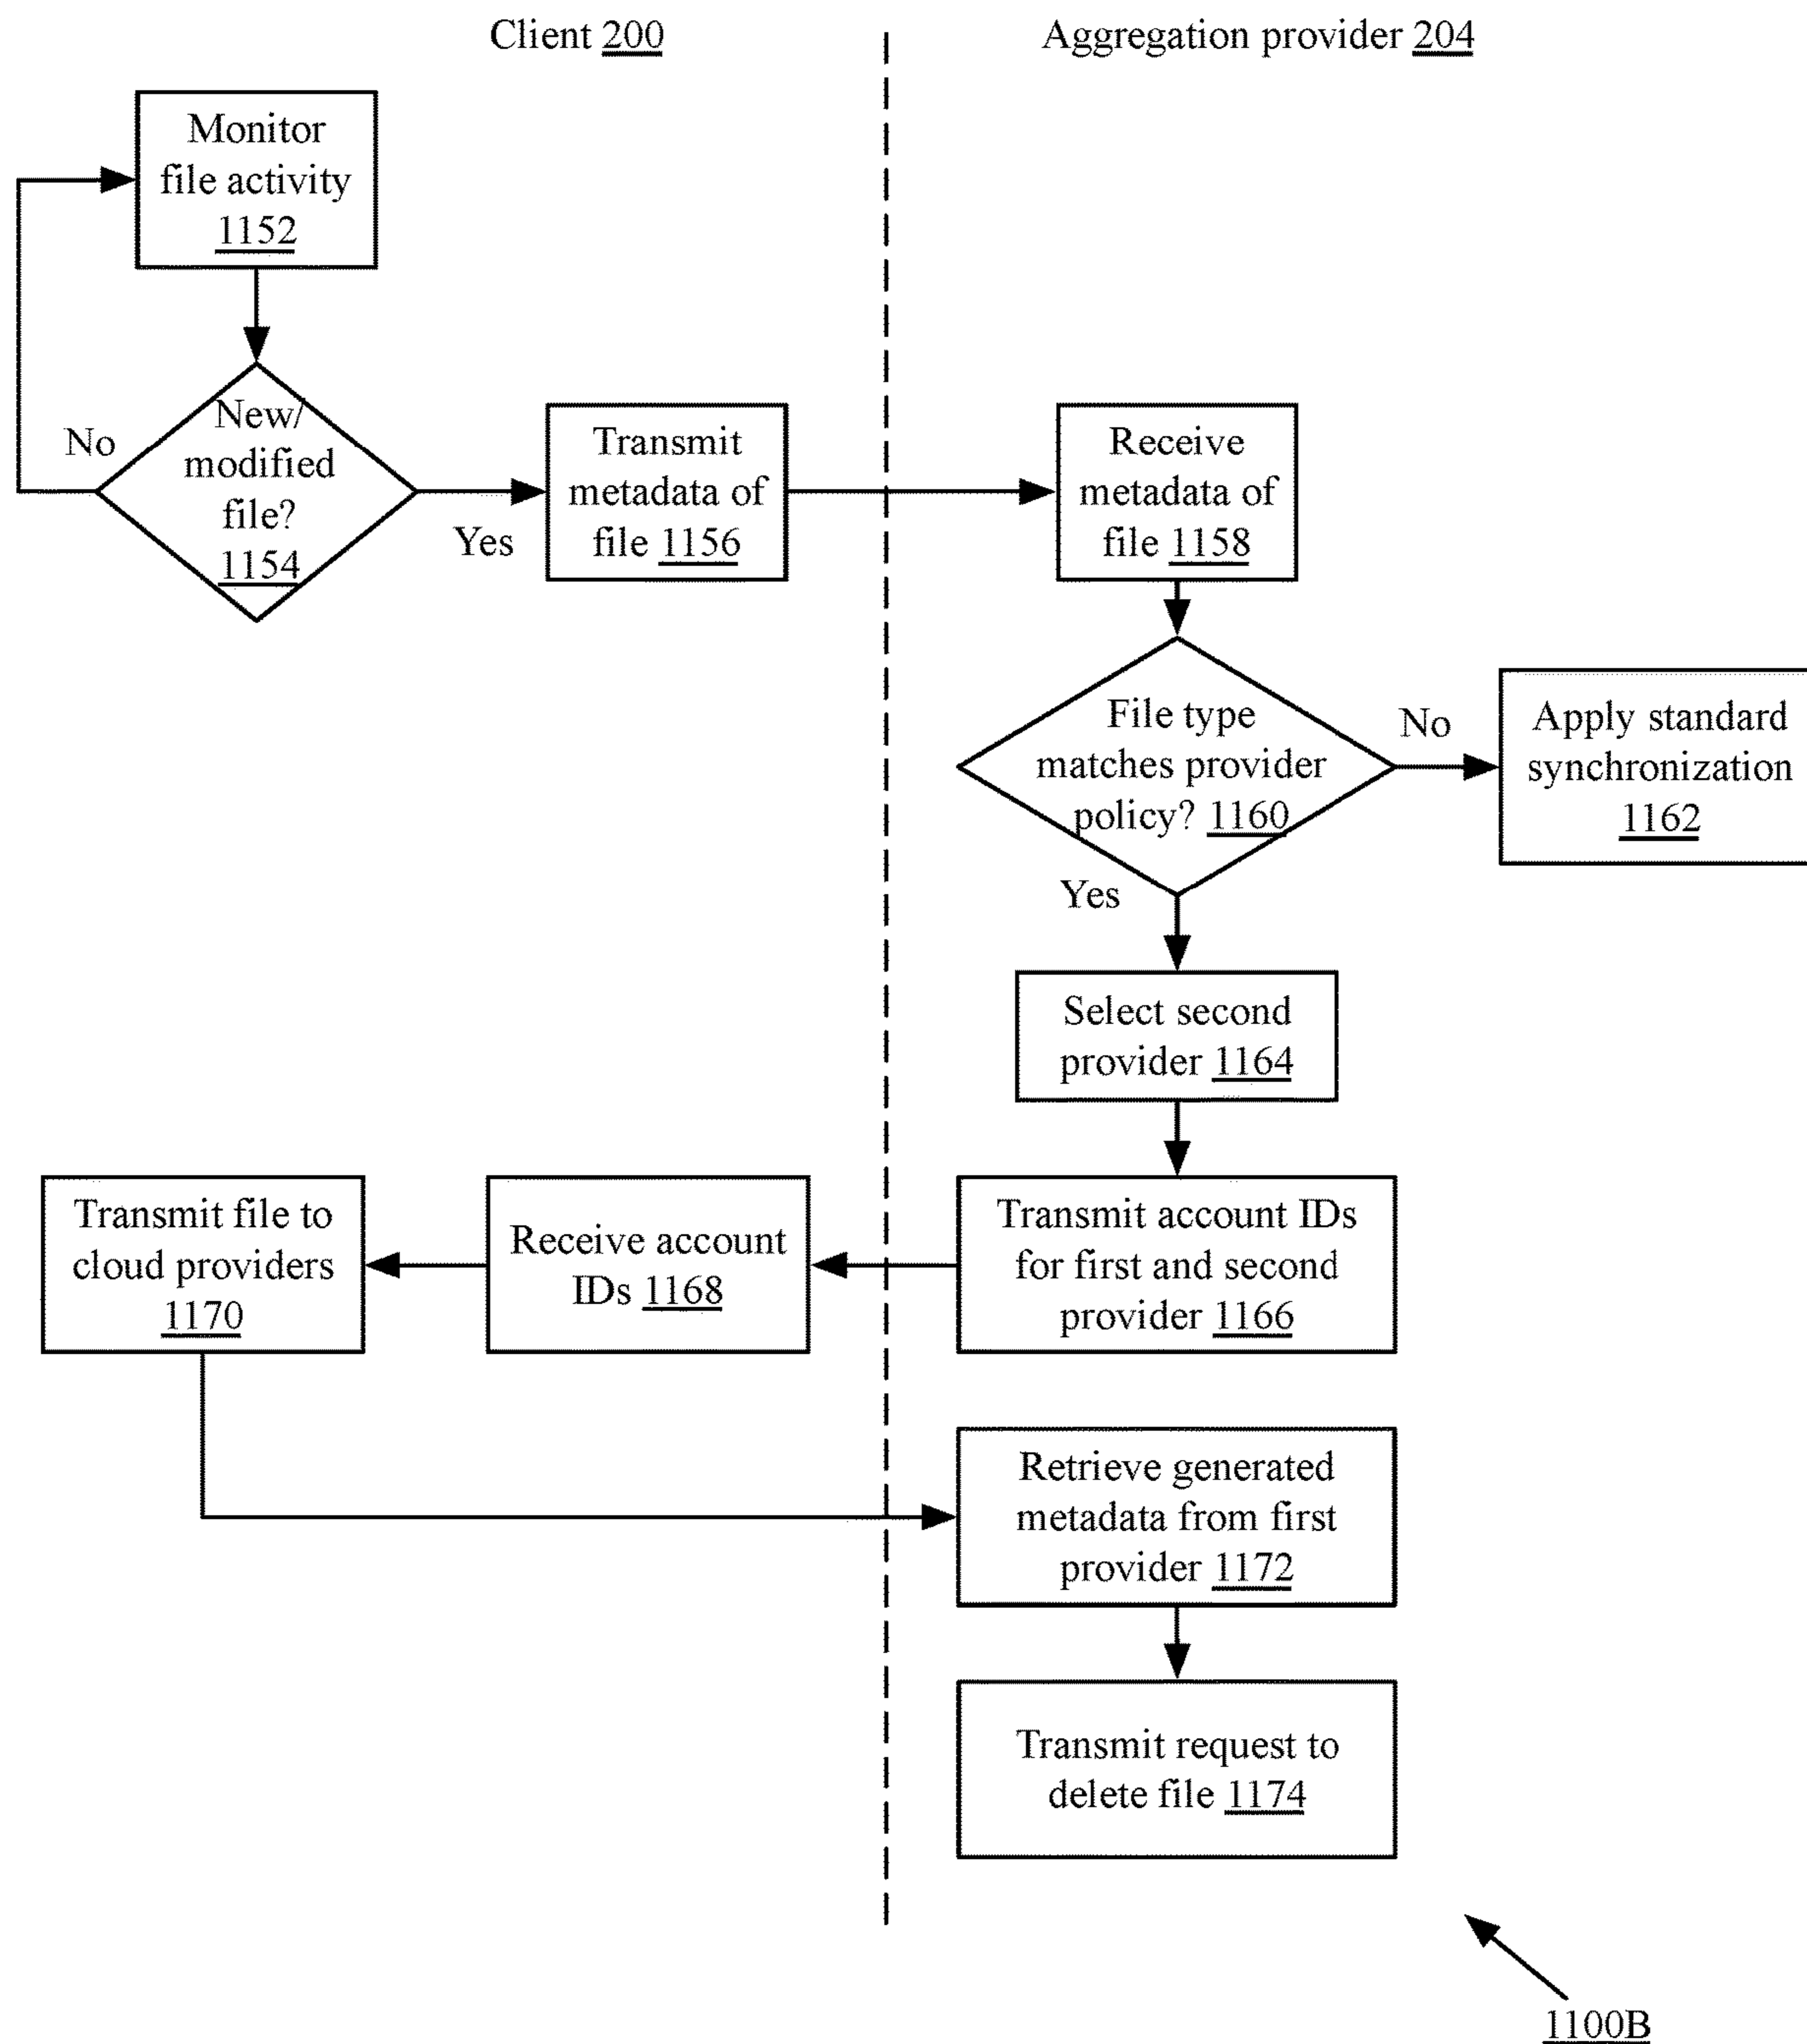 Client 200
Aggregation provider 204
Monitor
file activity
1152
New/
modified
file?
1154
No
Yes
Transmit
metadata of
file 1156
Receive
metadata of
file 1158
File type
matches provider
policy? 1160
No
Apply standard
synchronization
1162
Yes
Select second
provider 1164
Transmit account IDs
for first and second
provider 1166
Receive account
IDs 1168
Transmit file to
cloud providers
1170
Retrieve generated
metadata from first
provider 1172
Transmit request to
delete file 1174
1100B